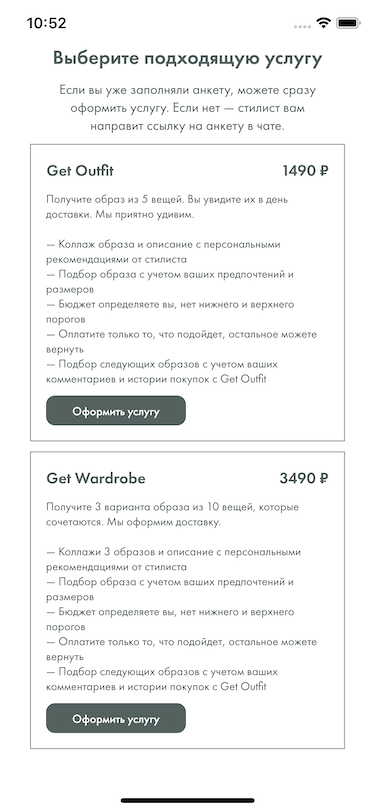 10:52
Выберите подходящую услугу
Если вы уже заполняли анкету, можете сразу
оформить услугу. Если нет — стилист вам
направит ссылку на анкету в чате.
Get Outfit 1490 ₽
Получите образ из 5 вещей. Вы увидите их в день
доставки. Мы приятно удивим.
— Коллаж образа и описание с персональными
рекомендациями от стилиста
— Подбор образа с учетом ваших предпочтений и
размеров
— Бюджет определяете вы, нет нижнего и верхнего
порогов
— Оплатите только то, что подойдет, остальное можете
вернуть
— Подбор следующих образов с учетом ваших
комментариев и истории покупок с Get Outfit
Оформить услугу
Get Wardrobe 3490 ₽
Получите 3 варианта образа из 10 вещей, которые
сочетаются. Мы оформим доставку.
— Коллажи 3 образов и описание с персональными
рекомендациями от стилиста
— Подбор образа с учетом ваших предпочтений и
размеров
— Бюджет определяете вы, нет нижнего и верхнего
порогов
— Оплатите только то, что подойдет, остальное можете
вернуть
— Подбор следующих образов с учетом ваших
комментариев и истории покупок с Get Outfit
Оформить услугу